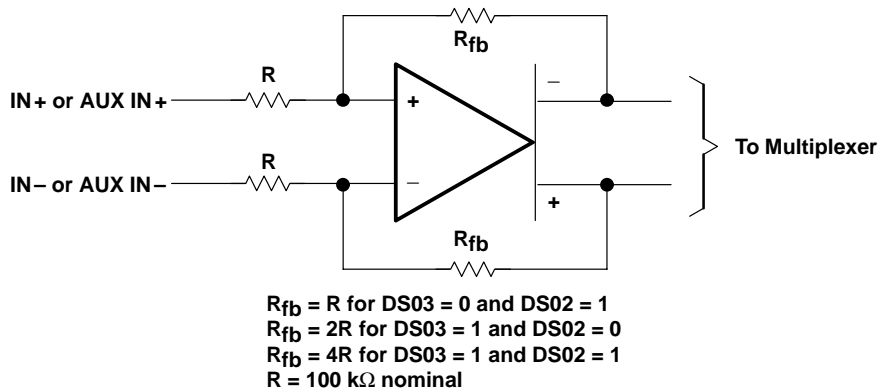 Rfb
R
IN+ or AUX IN+
+
−
To Multiplexer
R
IN− or AUX IN−
−
+
Rfb
Rfb = R for DS03 = 0 and DS02 = 1
Rfb = 2R for DS03 = 1 and DS02 = 0
Rfb = 4R for DS03 = 1 and DS02 = 1
R = 100 kΩ nominal